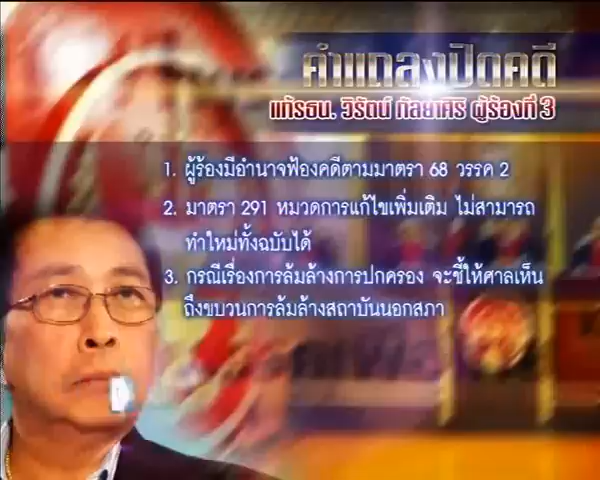 คำแถลงปิดคดี
แก้รธน. วิรัตน์ กัลยาศิริ ผู้ร้องที่ 3
1. ผู้ร้องมีอำนาจฟ้องคดีตามมาตรา 68 วรรค 2
2. มาตรา 291 หมวดการแก้ไขเพิ่มเติม ไม่สามารถ
ทำใหม่ทั้งฉบับได้
3. กรณีเรื่องการล้มล้างการปกครอง จะชี้ให้ศาลเห็น
ถึงขบวนการล้มล้างสถาบันนอกสภา